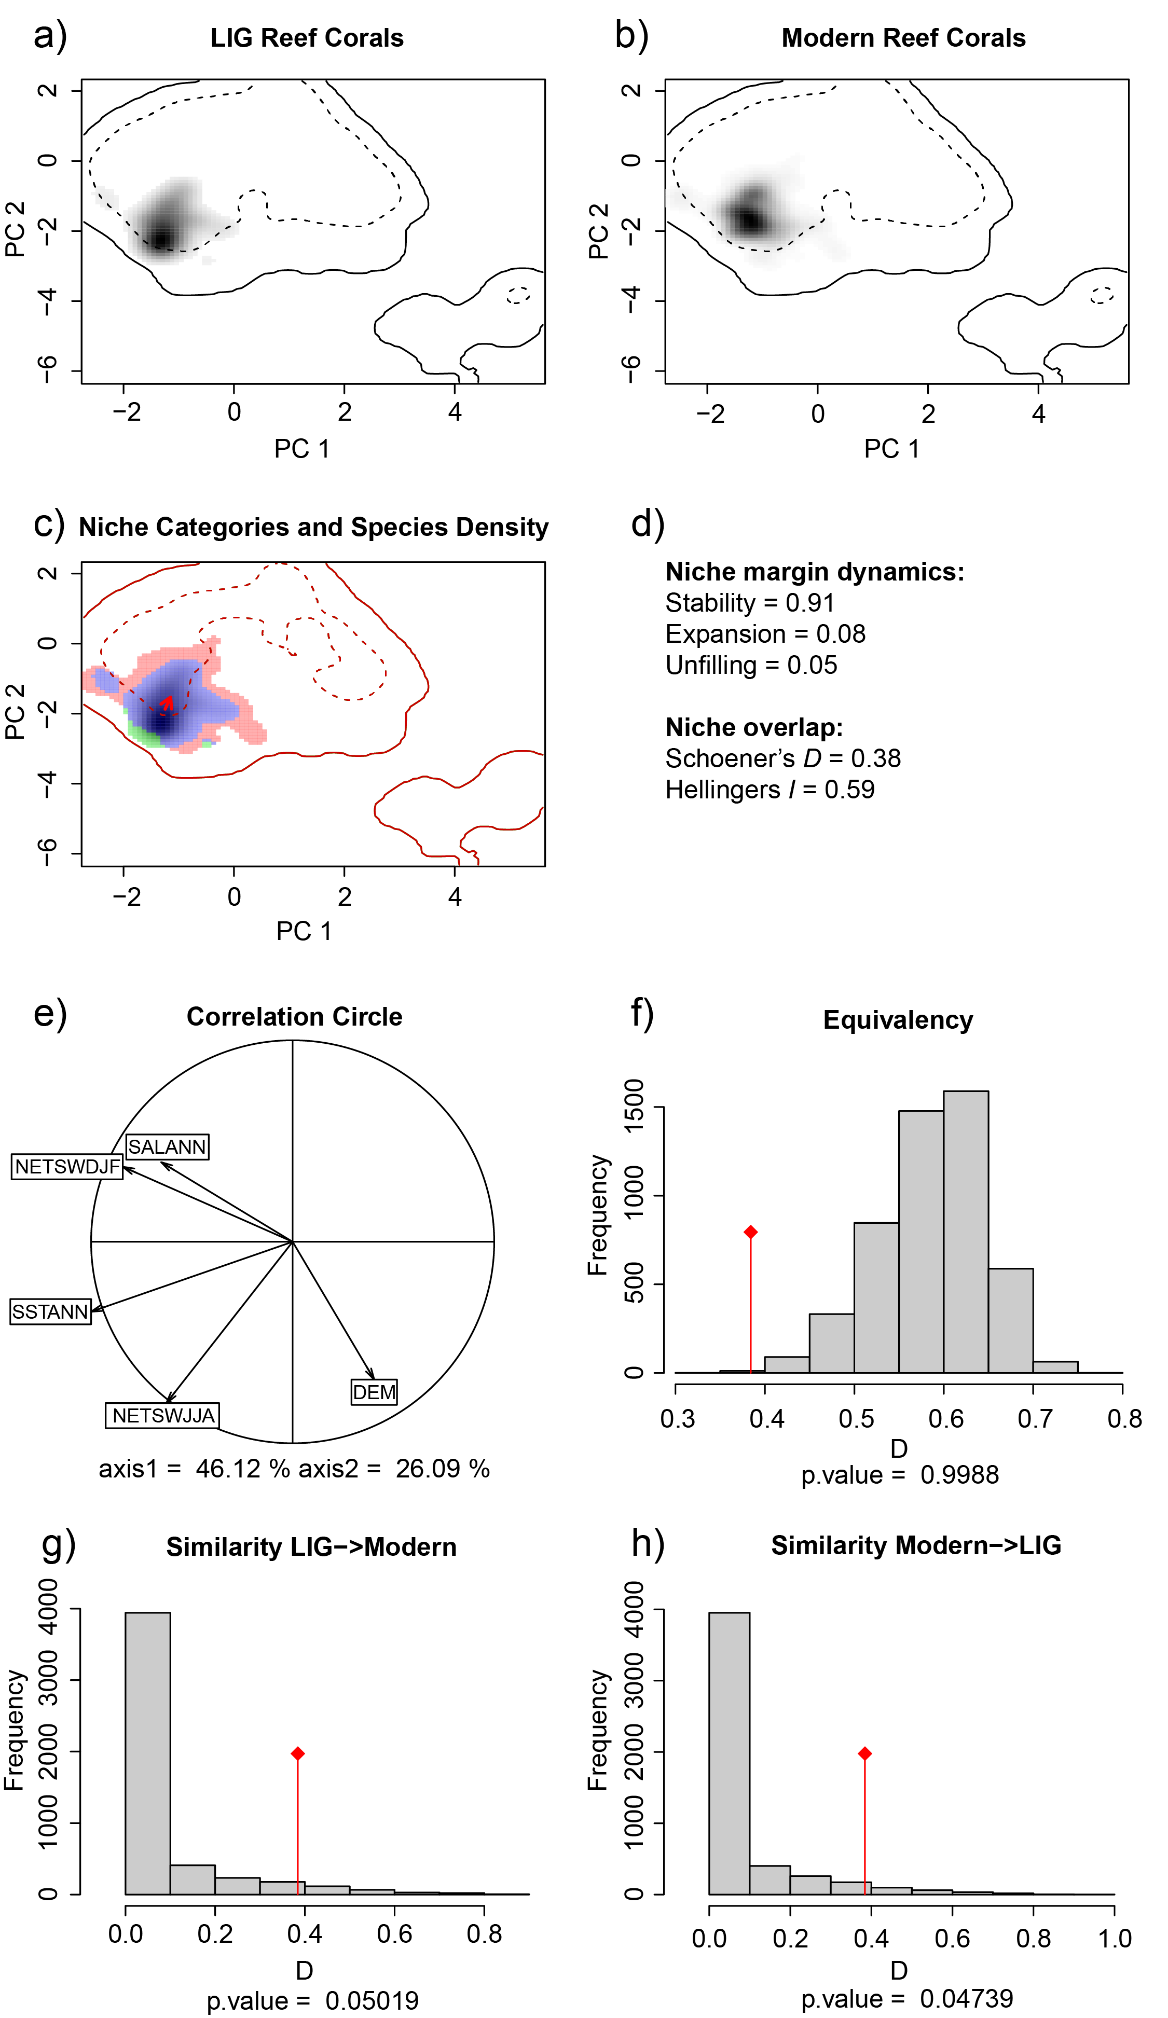 a) LIG Reef Corals
2
0
−2
−4
−6
PC 2
−2 0 2 4
PC 1
b) Modern Reef Corals
2
0
−2
−4
−6
PC 2
−2 0 2 4
PC 1
c) Niche Categories and Species Density
2
0
−2
−4
−6
PC 2
−2 0 2 4
PC 1
d)
Niche margin dynamics:
Stability = 0.91
Expansion = 0.08
Unfilling = 0.05
Niche overlap:
Schoener’s D = 0.38
Hellingers I = 0.59
e) Correlation Circle
SALANN
NETSWDJF
SSTANN
DEM
NETSWJJA
axis1 = 46.12 % axis2 = 26.09 %
f) Equivalency
1500
1000
500
0
Frequency
0.3 0.4 0.5 0.6 0.7 0.8
D
p.value = 0.9988
g) Similarity LIG−>Modern
4000
3000
2000
1000
0
Frequency
0.0 0.2 0.4 0.6 0.8
D
p.value = 0.05019
h) Similarity Modern−>LIG
4000
3000
2000
1000
0
Frequency
0.0 0.2 0.4 0.6 0.8 1.0
D
p.value = 0.04739